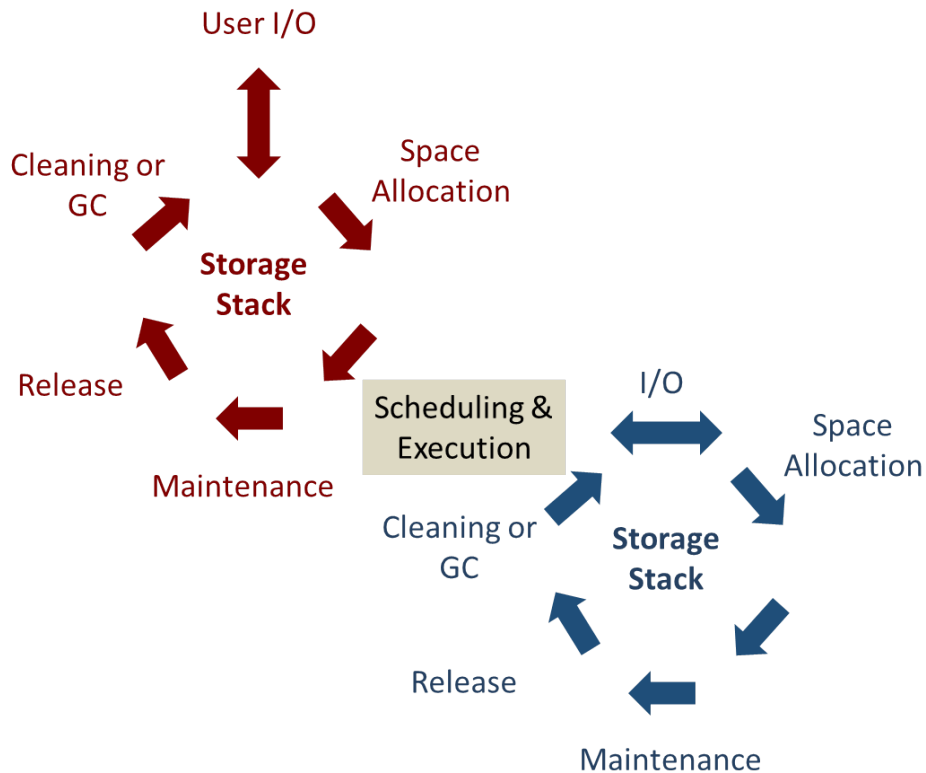 User I/O
Space
Allocation
Cleaning or
GC
Storage
Stack
Release
Maintenance
Scheduling &
Execution
I/O
Space
Allocation
Cleaning or
GC
Storage
Stack
Release
Maintenance